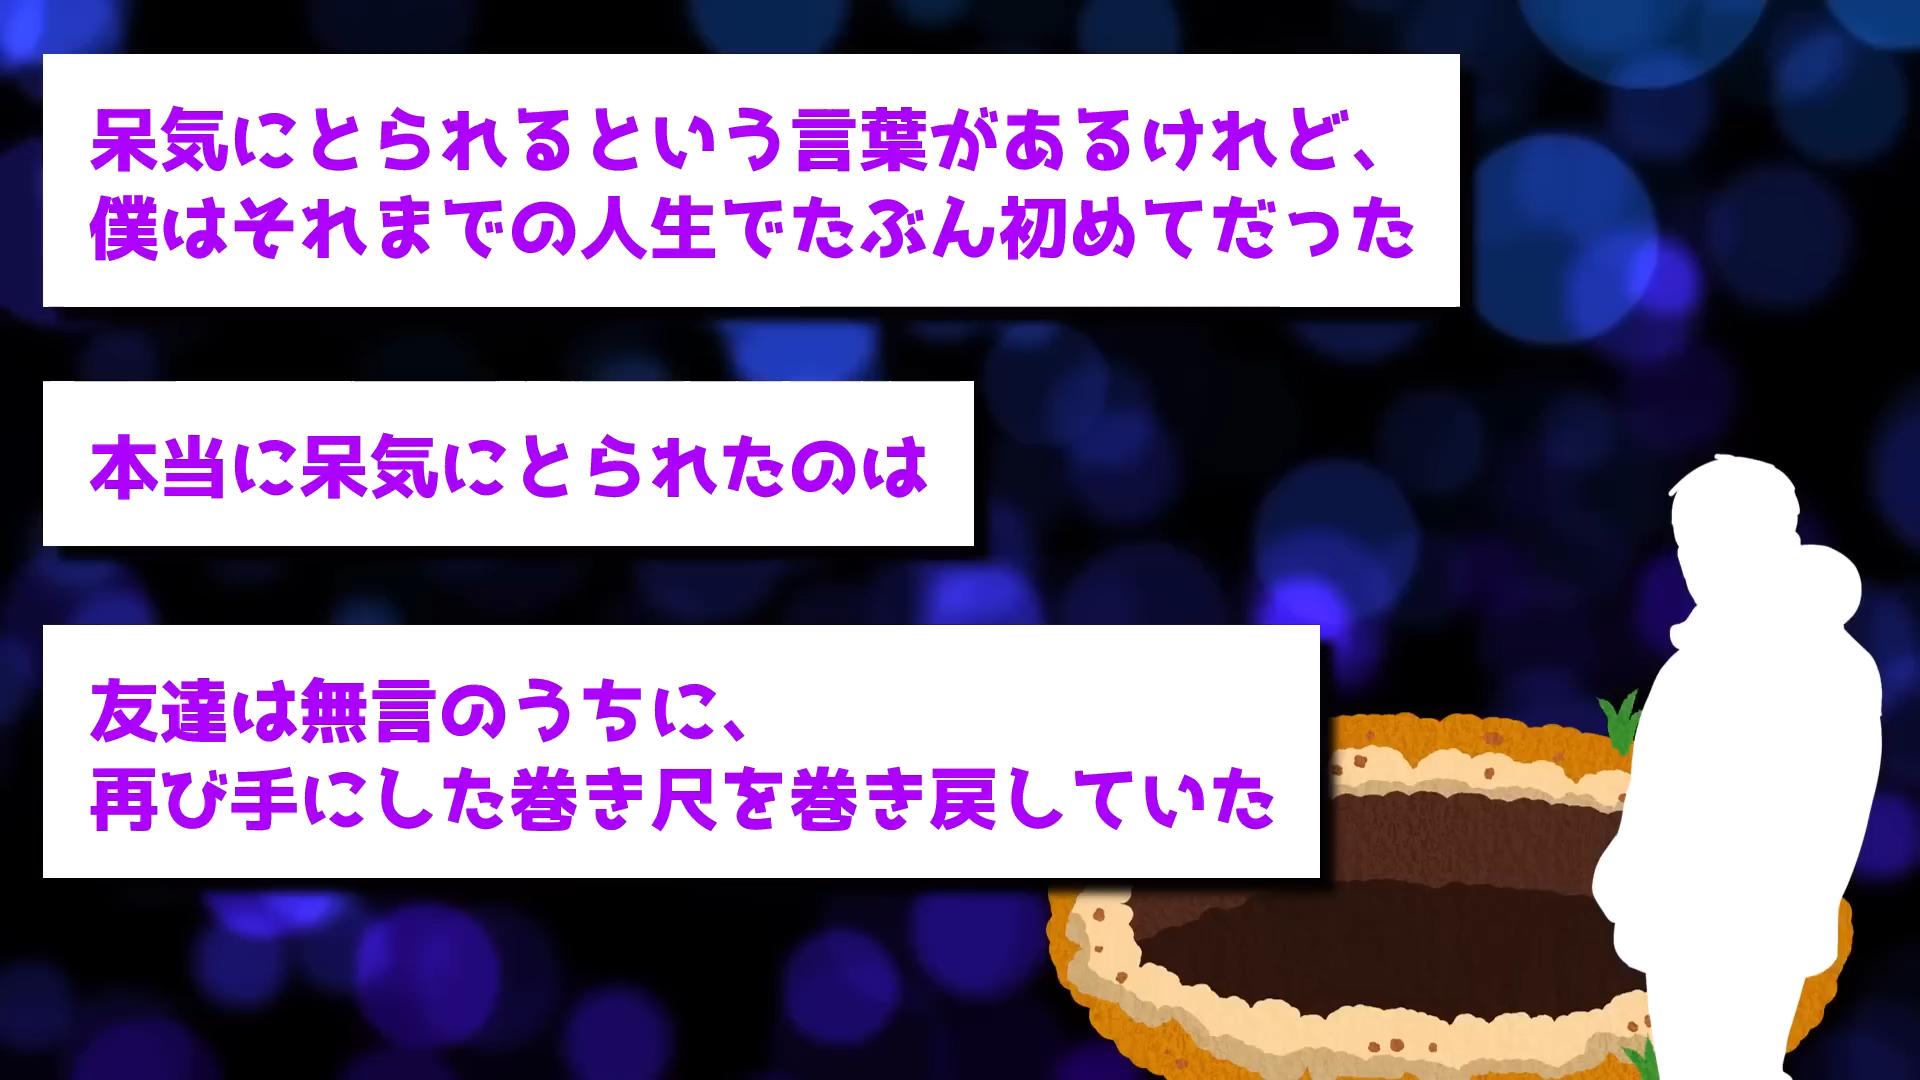 呆気にとられるという言葉があるけれど、
僕はそれまでの人生でたぶん初めてだった
本当に呆気にとられたのは
友達は無言のうちに、
再び手にした巻き尺を巻き戻していた